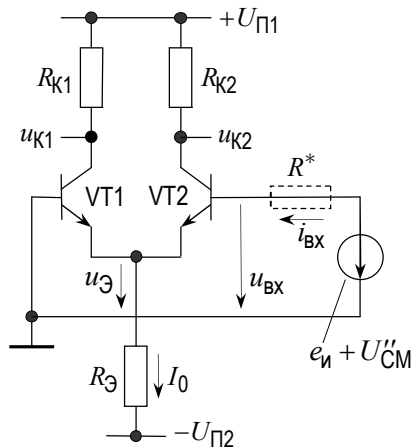 +U_П1
R_К1
R_К2
u_К1
u_К2
VT1
VT2
R*
i_вх
u_Э
u_вх
e_и + U''_СМ
R_Э
I_0
−U_П2